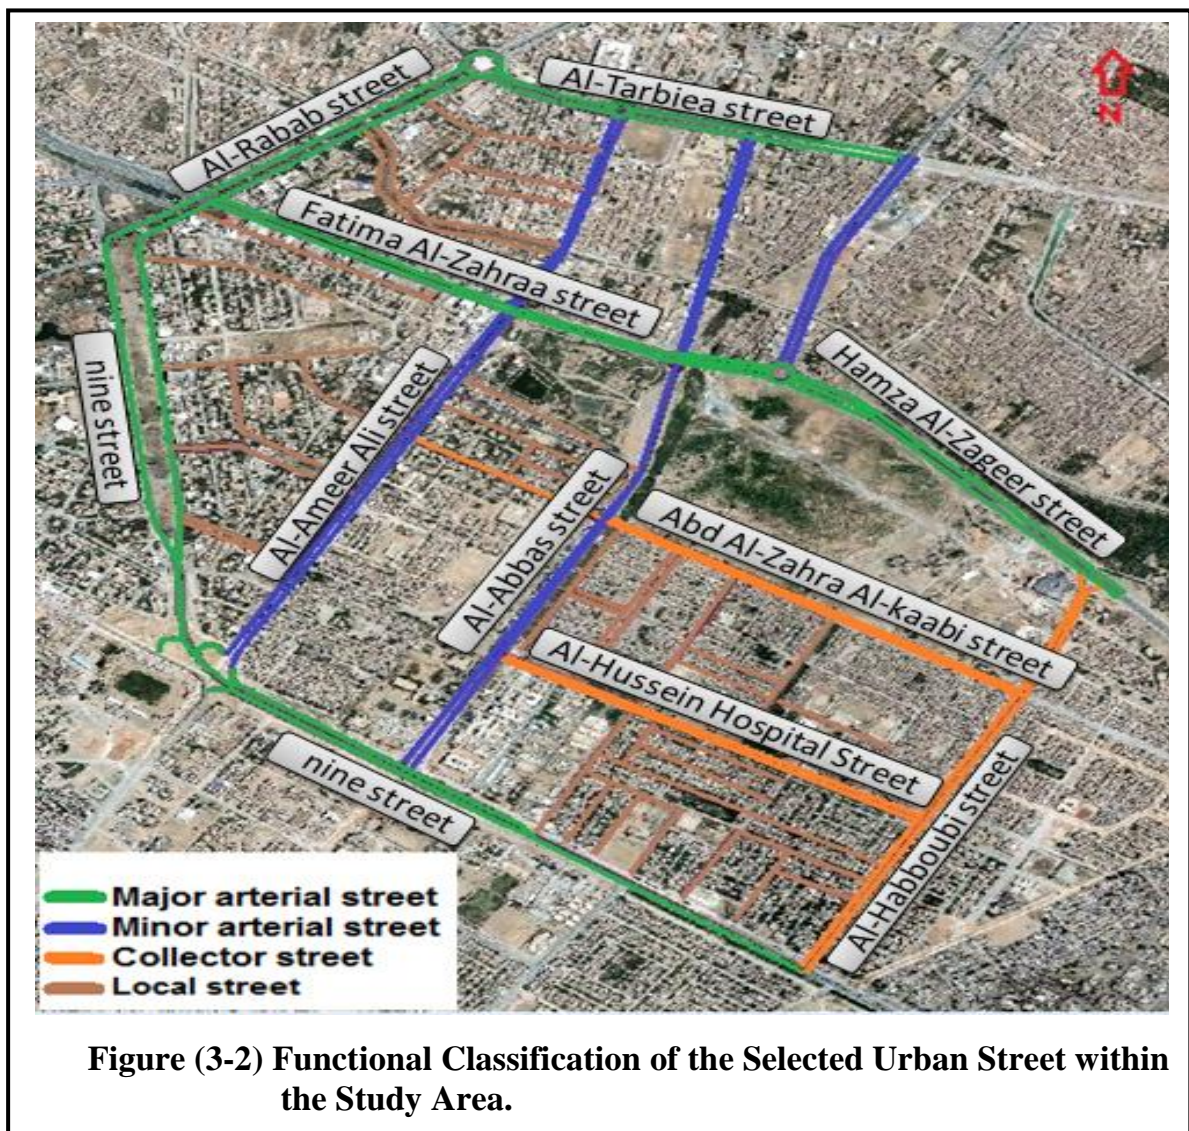 Al-Rabab street
Al-Tarbiea street
N
Fatima Al-Zahraa street
nine street
Hamza Al-Zageer street
Al-Ameer Ali street
Al-Abbas street
Abd Al-Zahra Al-kaabi street
Al-Hussein Hospital Street
nine street
Al-Habboubi street
Major arterial street
Minor arterial street
Collector street
Local street
Figure (3-2) Functional Classification of the Selected Urban Street within
the Study Area.